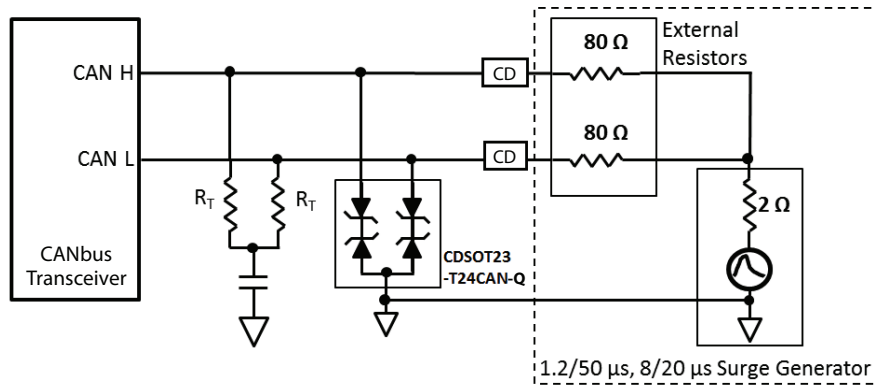 80 Ω
External
Resistors
CAN H
CD
CAN L
80 Ω
CD
R_T
R_T
2 Ω
CANbus
Transceiver
CDSOT23
-T24CAN-Q
1.2/50 µs, 8/20 µs Surge Generator